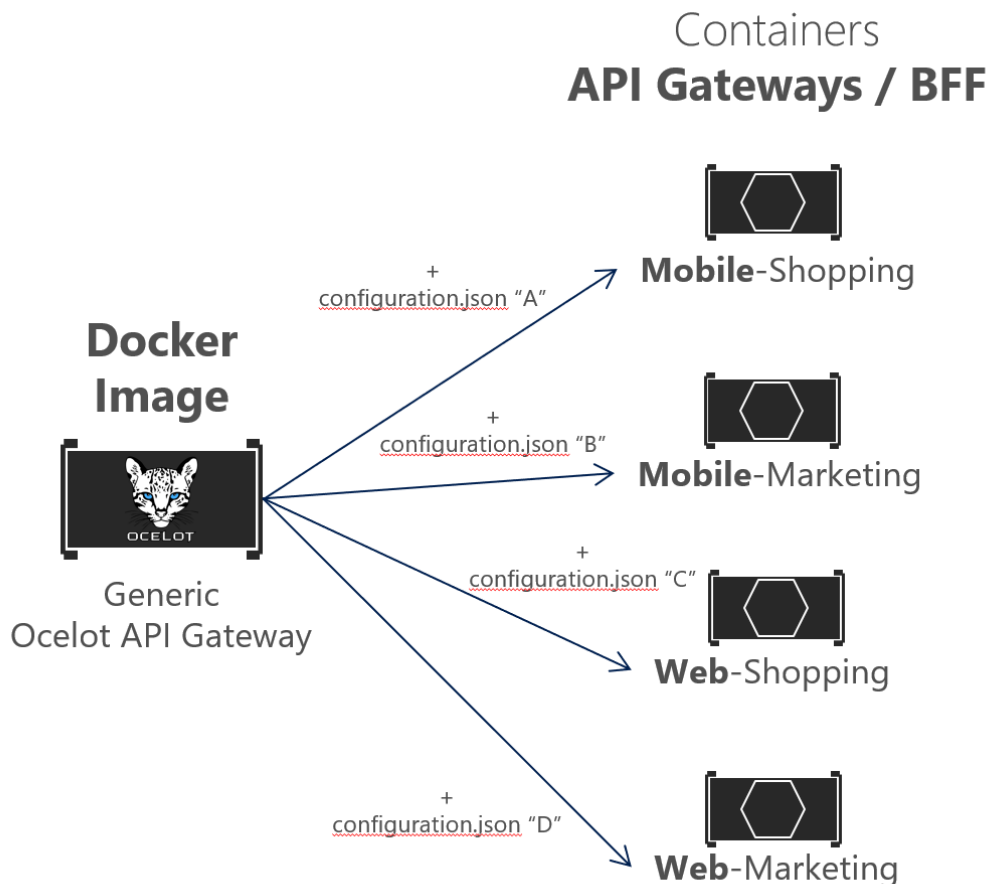 Containers
API Gateways / BFF
+
configuration.json “A”
Mobile-Shopping
Docker
Image
+
configuration.json “B”
Mobile-Marketing
OCELOT
+
configuration.json “C”
Generic
Ocelot API Gateway
Web-Shopping
+
configuration.json “D”
Web-Marketing